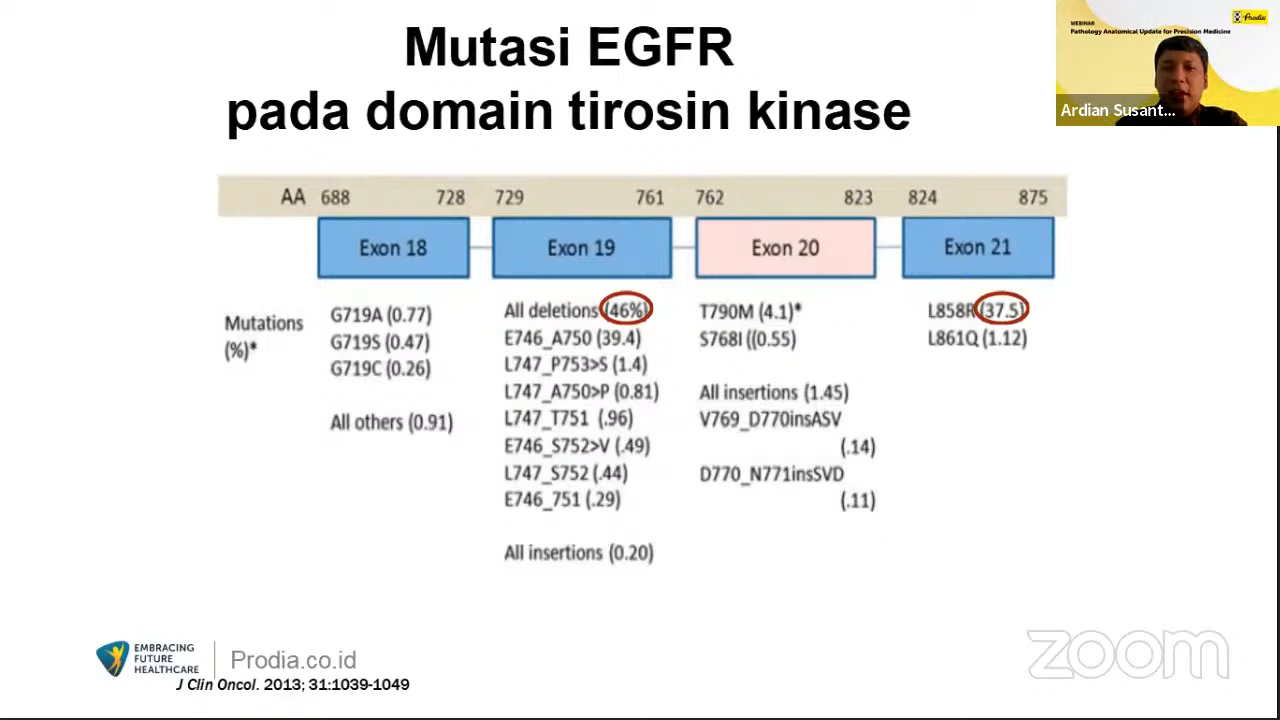 Mutasi EGFR
pada domain tirosin kinase
WEBINAR
Pathology Anatomical Update for Precision Medicine
Prodia
Ardian Susant...
AA 688 728 729 761 762 823 824 875
Exon 18 Exon 19 Exon 20 Exon 21
Mutations
(%)*
G719A (0.77)
G719S (0.47)
G719C (0.26)
All others (0.91)
All deletions (46%)
E746_A750 (39.4)
L747_P753>S (1.4)
L747_A750>P (0.81)
L747_T751 (.96)
E746_S752>V (.49)
L747_S752 (.44)
E746_751 (.29)
All insertions (0.20)
T790M (4.1)*
S768I ((0.55)
All insertions (1.45)
V769_D770insASV
(.14)
D770_N771insSVD
(.11)
L858R (37.5)
L861Q (1.12)
EMBRACING
FUTURE
HEALTHCARE
Prodia.co.id
J Clin Oncol. 2013; 31:1039-1049
zoom